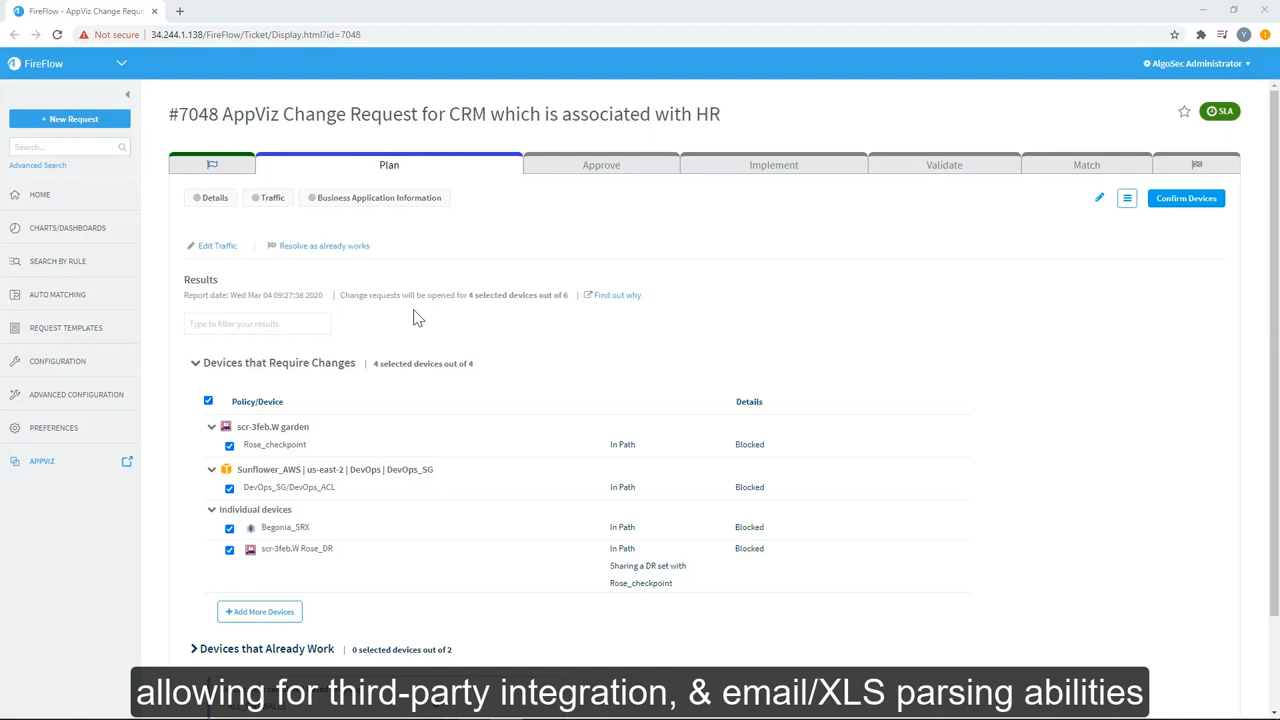 FireFlow - AppViz Change Reque
Not secure
34.244.1.138/FireFlow/Ticket/Display.html?id=7048
Y
FireFlow
AlgoSec Administrator
+ New Request
Search...
Advanced Search
HOME
CHARTS/DASHBOARDS
SEARCH BY RULE
AUTO MATCHING
REQUEST TEMPLATES
CONFIGURATION
ADVANCED CONFIGURATION
PREFERENCES
APPVIZ
#7048 AppViz Change Request for CRM which is associated with HR
SLA
Plan
Approve
Implement
Validate
Match
Details
Traffic
Business Application Information
Confirm Devices
Edit Traffic
Resolve as already works
Results
Report date: Wed Mar 04 09:27:36 2020 | Change requests will be opened for 4 selected devices out of 6 | Find out why
Type to filter your results
Devices that Require Changes | 4 selected devices out of 4
Policy/Device Details
scr-3feb.W garden
Rose_checkpoint In Path Blocked
Sunflower_AWS | us-east-2 | DevOps | DevOps_SG
DevOps_SG/DevOps_ACL In Path Blocked
Individual devices
Begonia_SRX In Path Blocked
scr-3feb.W Rose_DR In Path Blocked
Sharing a DR set with
Rose_checkpoint
+ Add More Devices
Devices that Already Work | 0 selected devices out of 2
allowing for third-party integration, & email/XLS parsing abilities